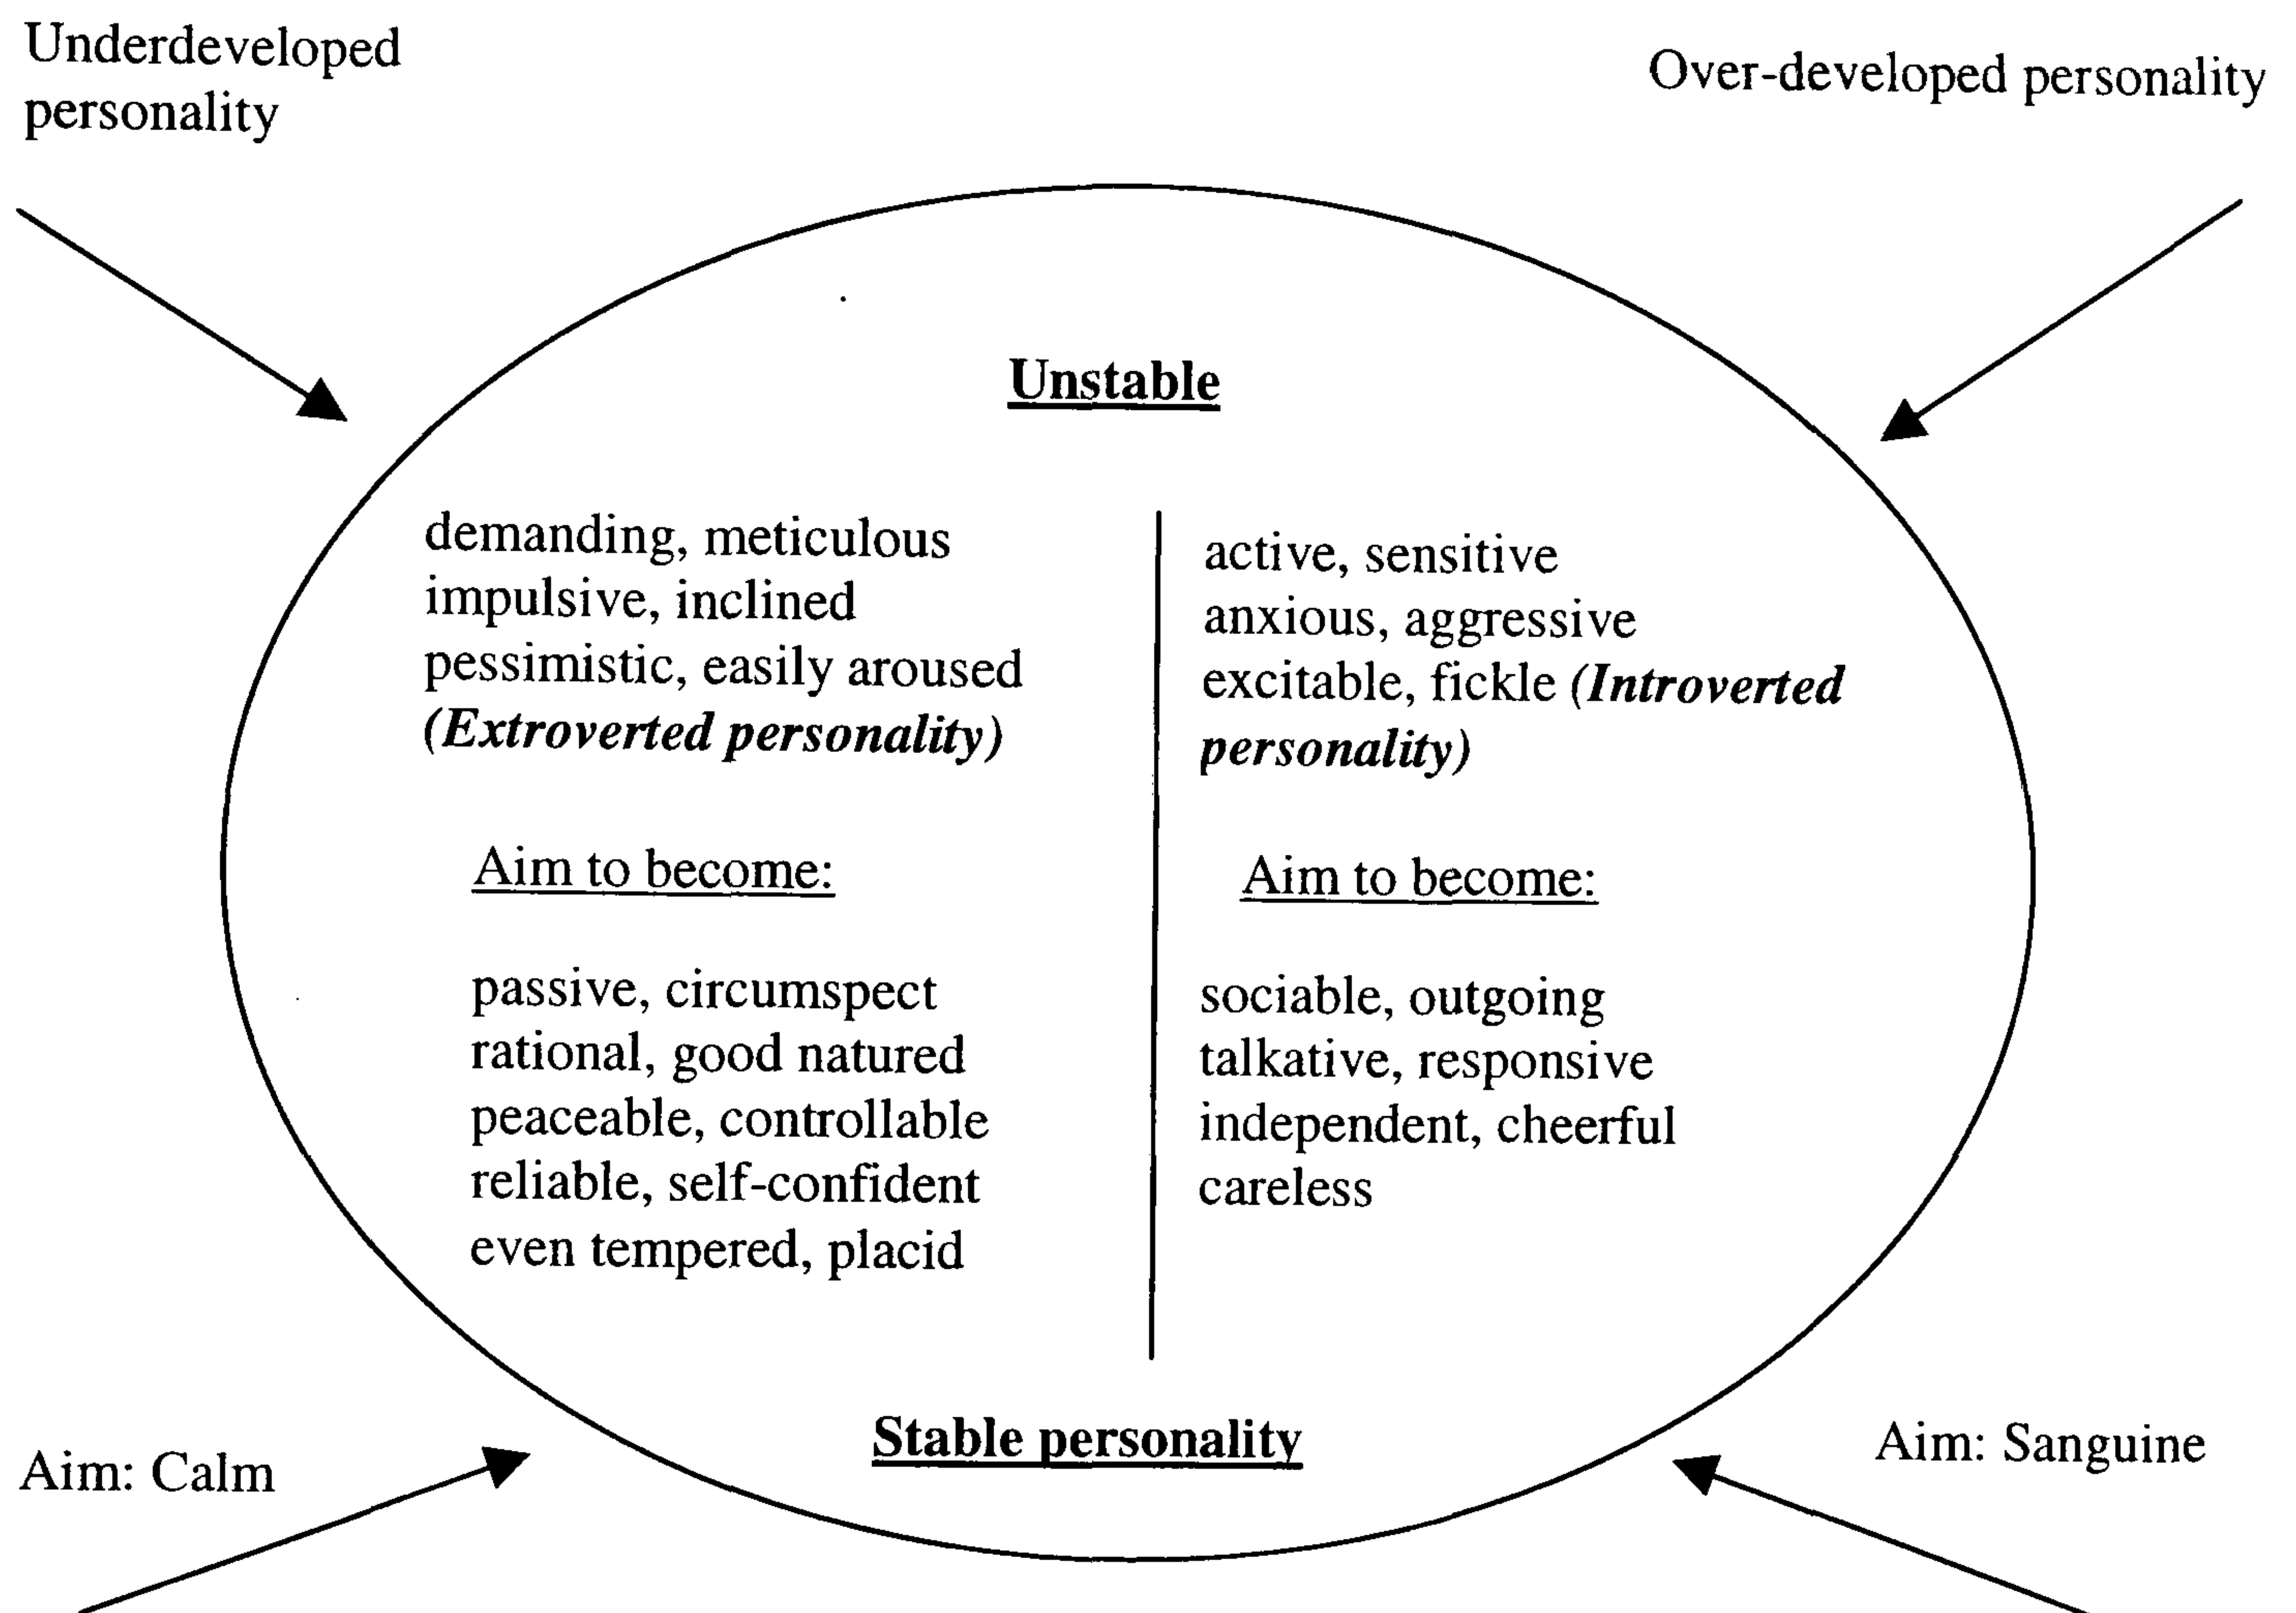 Underdeveloped
personality
Over-developed personality
Unstable
demanding, meticulous
impulsive, inclined
pessimistic, easily aroused
(Extroverted personality)
active, sensitive
anxious, aggressive
excitable, fickle (Introverted
personality)
Aim to become:
Aim to become:
passive, circumspect
rational, good natured
peaceable, controllable
reliable, self-confident
even tempered, placid
sociable, outgoing
talkative, responsive
independent, cheerful
careless
Stable personality
Aim: Calm
Aim: Sanguine